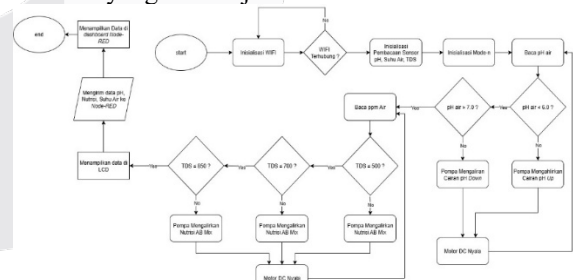 start
Inisialisasi WiFi
No
WiFi
Terhubung ?
Yes
Inisialisasi
Pembacaan Sensor
pH, Suhu Air, TDS
Inisialisasi Mode-n
Baca pH air
pH air < 6.0 ?
Yes
pH air < 7.0 ?
Yes
Baca ppm Air
No
Pompa Mengalirkan
Cairan pH Up
No
Pompa Mengalirkan
Cairan pH Down
Motor DC Nyala
TDS = 500 ?
Yes
TDS = 700 ?
Yes
TDS = 850 ?
Yes
No
Pompa Mengalirkan
Nutrisi AB Mix
No
Pompa Mengalirkan
Nutrisi AB Mix
No
Pompa Mengalirkan
Nutrisi AB Mix
Motor DC Nyala
Menampilkan data di
LCD
Mengirim data pH,
Nutrisi, Suhu Air ke
Node-RED
Menampilkan Data di
dashboard Node-
RED
end